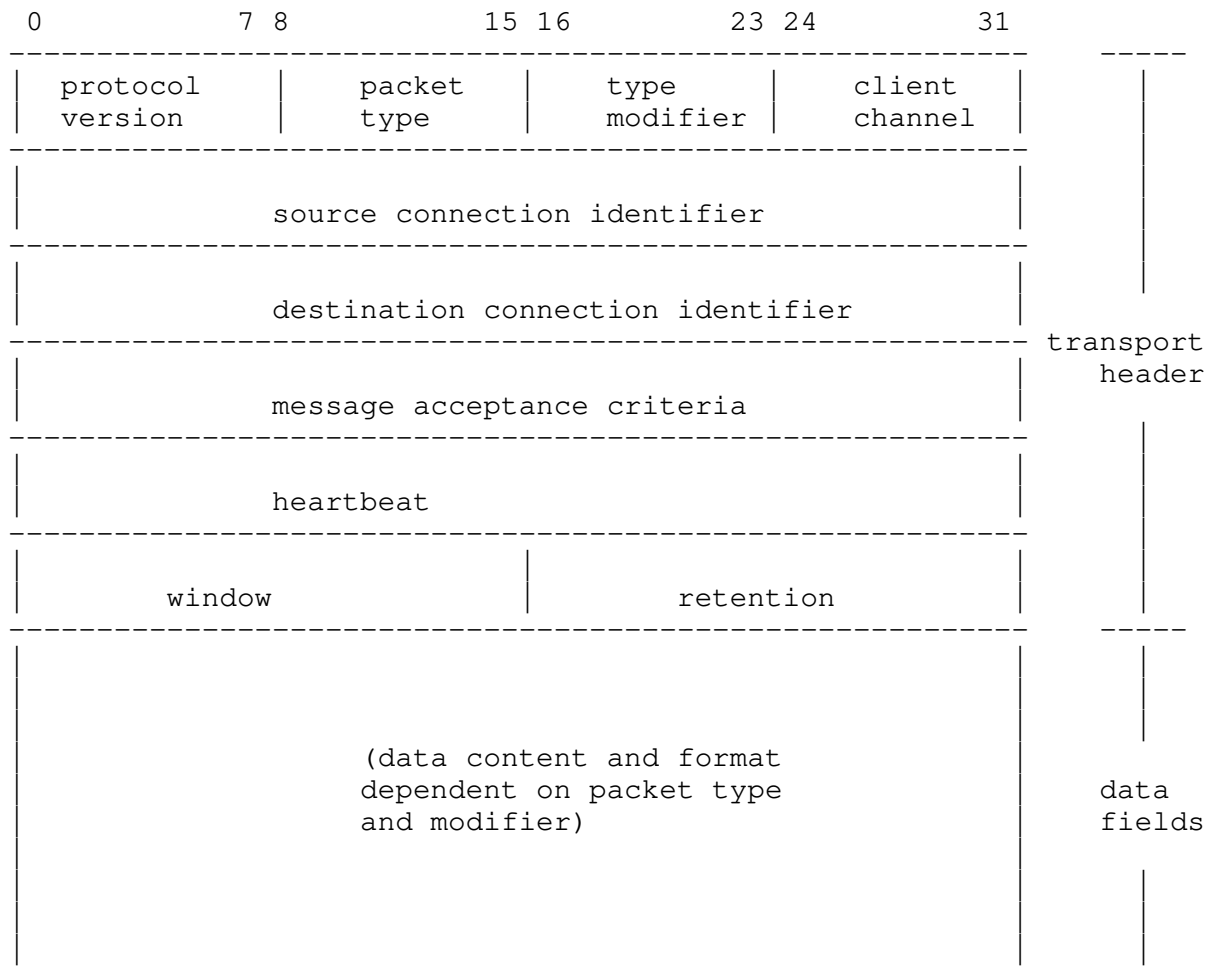 0 7 8 15 16 23 24 31
protocol packet type client
version type modifier channel
source connection identifier
destination connection identifier
transport
header
message acceptance criteria
heartbeat
window retention
(data content and format
dependent on packet type data
and modifier) fields